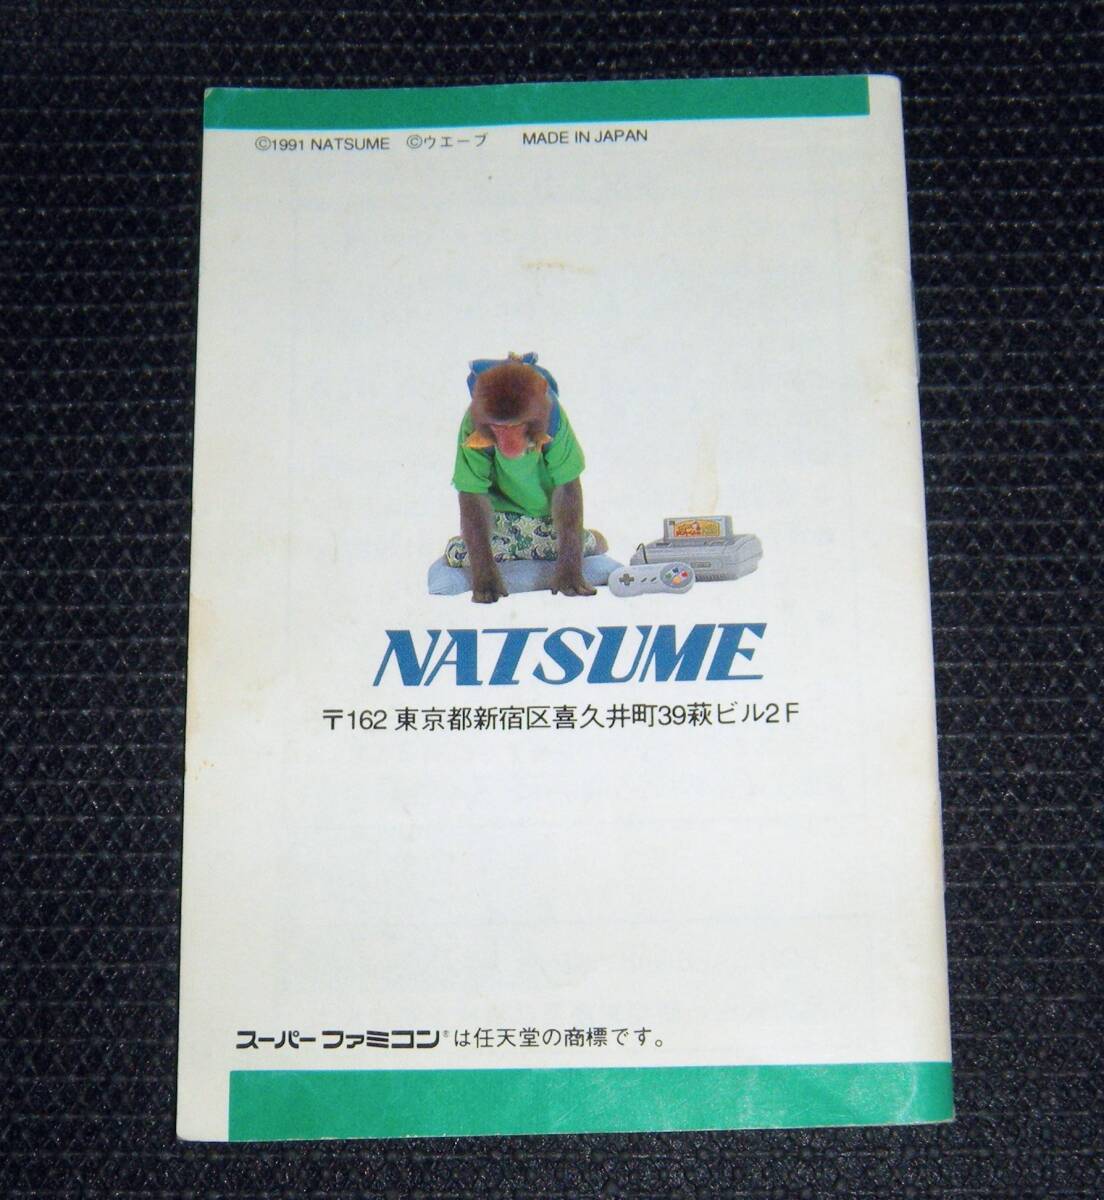 ©1991 NATSUME ©ウエーブ MADE IN JAPAN
NATSUME
〒162 東京都新宿区喜久井町39萩ビル2F
スーパーファミコン®は任天堂の商標です。